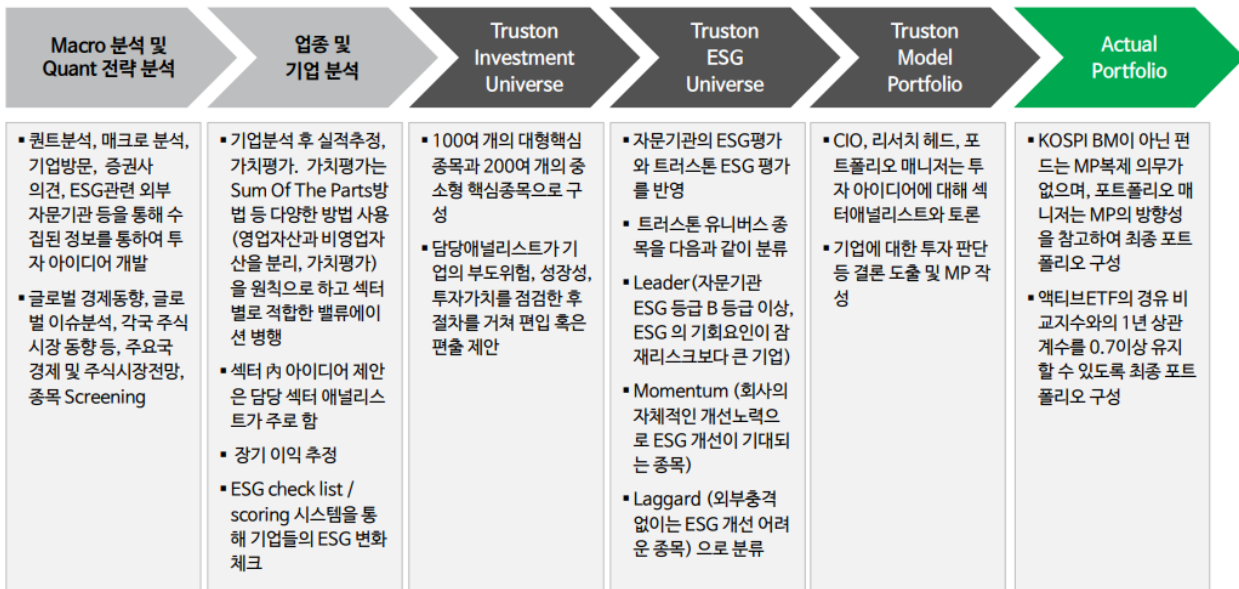 Macro 분석 및
Quant 전략 분석
업종 및
기업 분석
Truston
Investment
Universe
Truston
ESG
Universe
Truston
Model
Portfolio
Actual
Portfolio
▪ 퀀트분석, 매크로 분석,
기업방문, 증권사
의견, ESG관련 외부
자문기관 등을 통해 수
집된 정보를 통하여 투
자 아이디어 개발
▪ 글로벌 경제동향, 글로
벌 이슈분석, 각국 주식
시장 동향 등, 주요국
경제 및 주식시장전망,
종목 Screening
▪ 기업분석 후 실적추정,
가치평가. 가치평가는
Sum Of The Parts방
법 등 다양한 방법 사용
(영업자산과 비영업자
산을 분리, 가치평가)
을 원칙으로 하고 섹터
별로 적합한 밸류에이
션 병행
▪ 섹터 內 아이디어 제안
은 담당 섹터 애널리스
트가 주로 함
▪ 장기 이익 추정
▪ ESG check list /
scoring 시스템을 통
해 기업들의 ESG 변화
체크
▪ 100여 개의 대형핵심
종목과 200여 개의 중
소형 핵심종목으로 구
성
▪ 담당애널리스트가 기
업의 부도위험, 성장성,
투자가치를 점검한 후
절차를 거쳐 편입 혹은
편출 제안
▪ 자문기관의 ESG평가
와 트러스톤 ESG 평가
를 반영
▪ 트러스톤 유니버스 종
목을 다음과 같이 분류
▪ Leader(자문기관
ESG 등급 B 등급 이상,
ESG 의 기회요인이 잠
재리스크보다 큰 기업)
▪ Momentum (회사의
자체적인 개선노력으
로 ESG 개선이 기대되
는 종목)
▪ Laggard (외부충격
없이는 ESG 개선 어려
운 종목) 으로 분류
▪ CIO, 리서치 헤드, 포
트폴리오 매니저는 투
자 아이디어에 대해 섹
터애널리스트와 토론
▪ 기업에 대한 투자 판단
등 결론 도출 및 MP 작
성
▪ KOSPI BM이 아닌 펀
드는 MP복제 의무가
없으며, 포트폴리오 매
니저는 MP의 방향성
을 참고하여 최종 포트
폴리오 구성
▪ 액티브ETF의 경유 비
교지수와의 1년 상관
계수를 0.7이상 유지
할 수 있도록 최종 포트
폴리오 구성